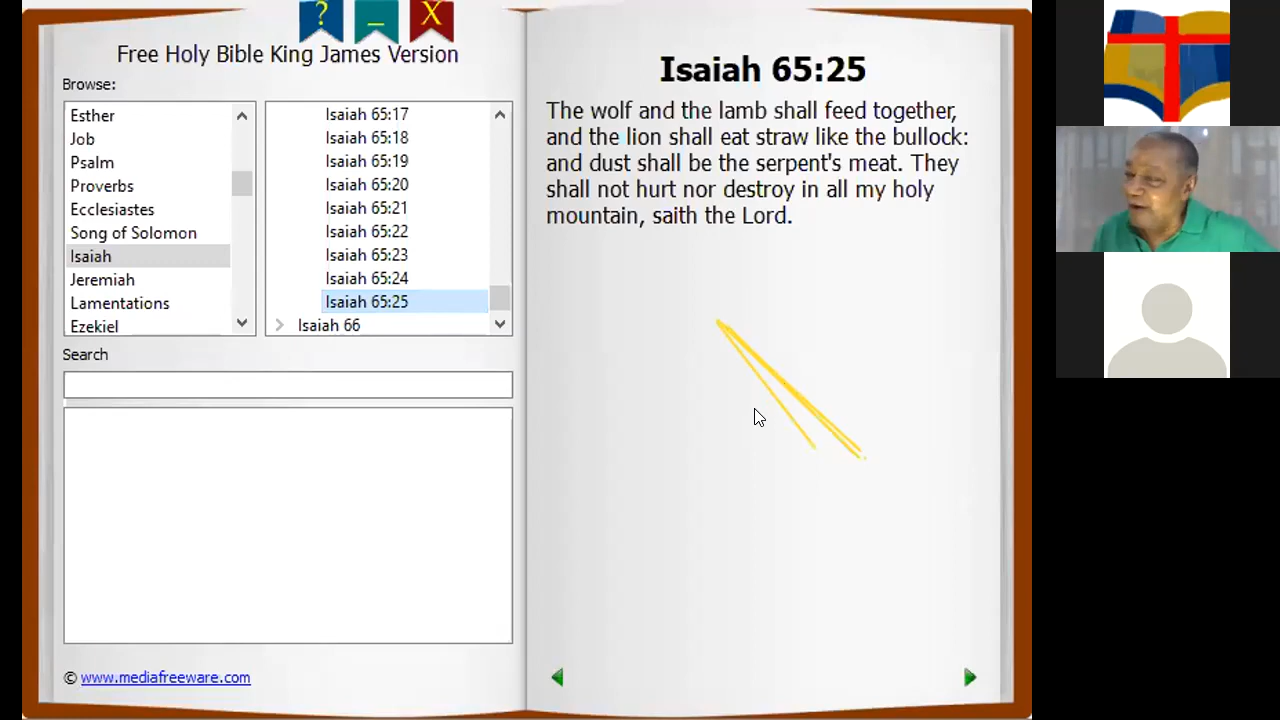 ?
_
X
Free Holy Bible King James Version
Browse:
Esther
Job
Psalm
Proverbs
Ecclesiastes
Song of Solomon
Isaiah
Jeremiah
Lamentations
Ezekiel
Isaiah 65:17
Isaiah 65:18
Isaiah 65:19
Isaiah 65:20
Isaiah 65:21
Isaiah 65:22
Isaiah 65:23
Isaiah 65:24
Isaiah 65:25
Isaiah 66
Search
© www.mediafreeware.com
Isaiah 65:25
The wolf and the lamb shall feed together,
and the lion shall eat straw like the bullock:
and dust shall be the serpent's meat. They
shall not hurt nor destroy in all my holy
mountain, saith the Lord.